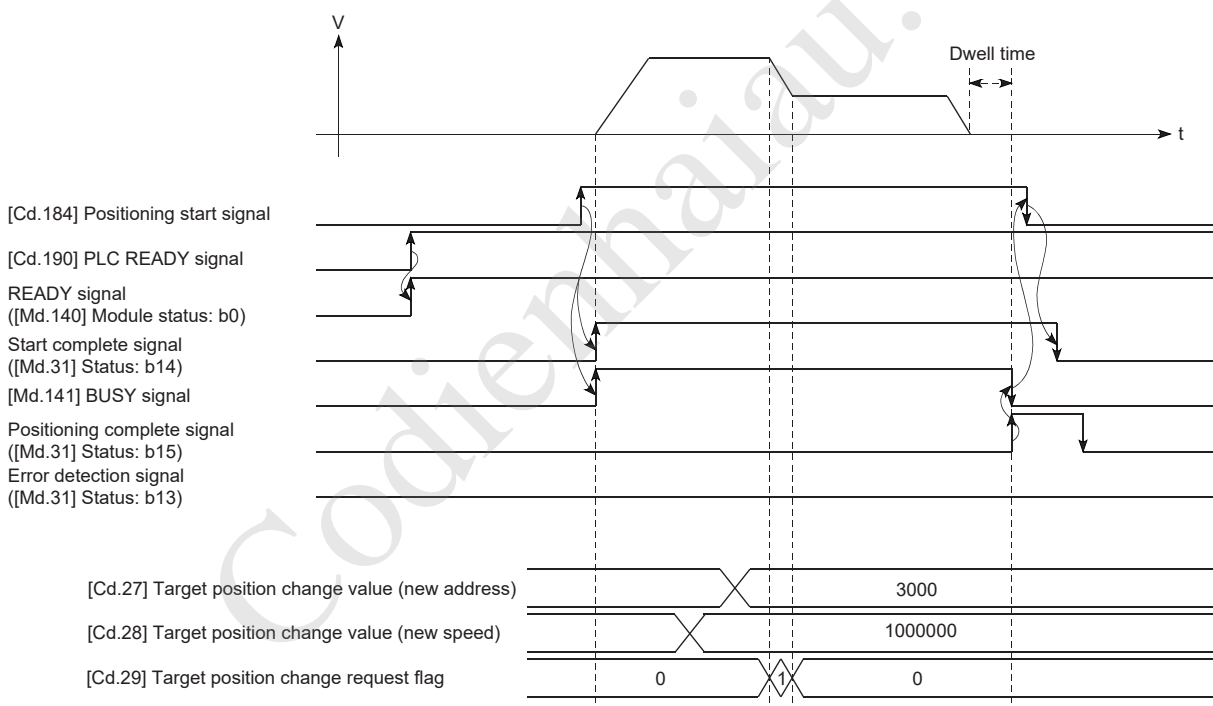 V
Dwell time
t
[Cd.184] Positioning start signal
[Cd.190] PLC READY signal
READY signal
([Md.140] Module status: b0)
Start complete signal
([Md.31] Status: b14)
[Md.141] BUSY signal
Positioning complete signal
([Md.31] Status: b15)
Error detection signal
([Md.31] Status: b13)
[Cd.27] Target position change value (new address)
3000
[Cd.28] Target position change value (new speed)
1000000
[Cd.29] Target position change request flag
0
1
0
Codienhaiau.